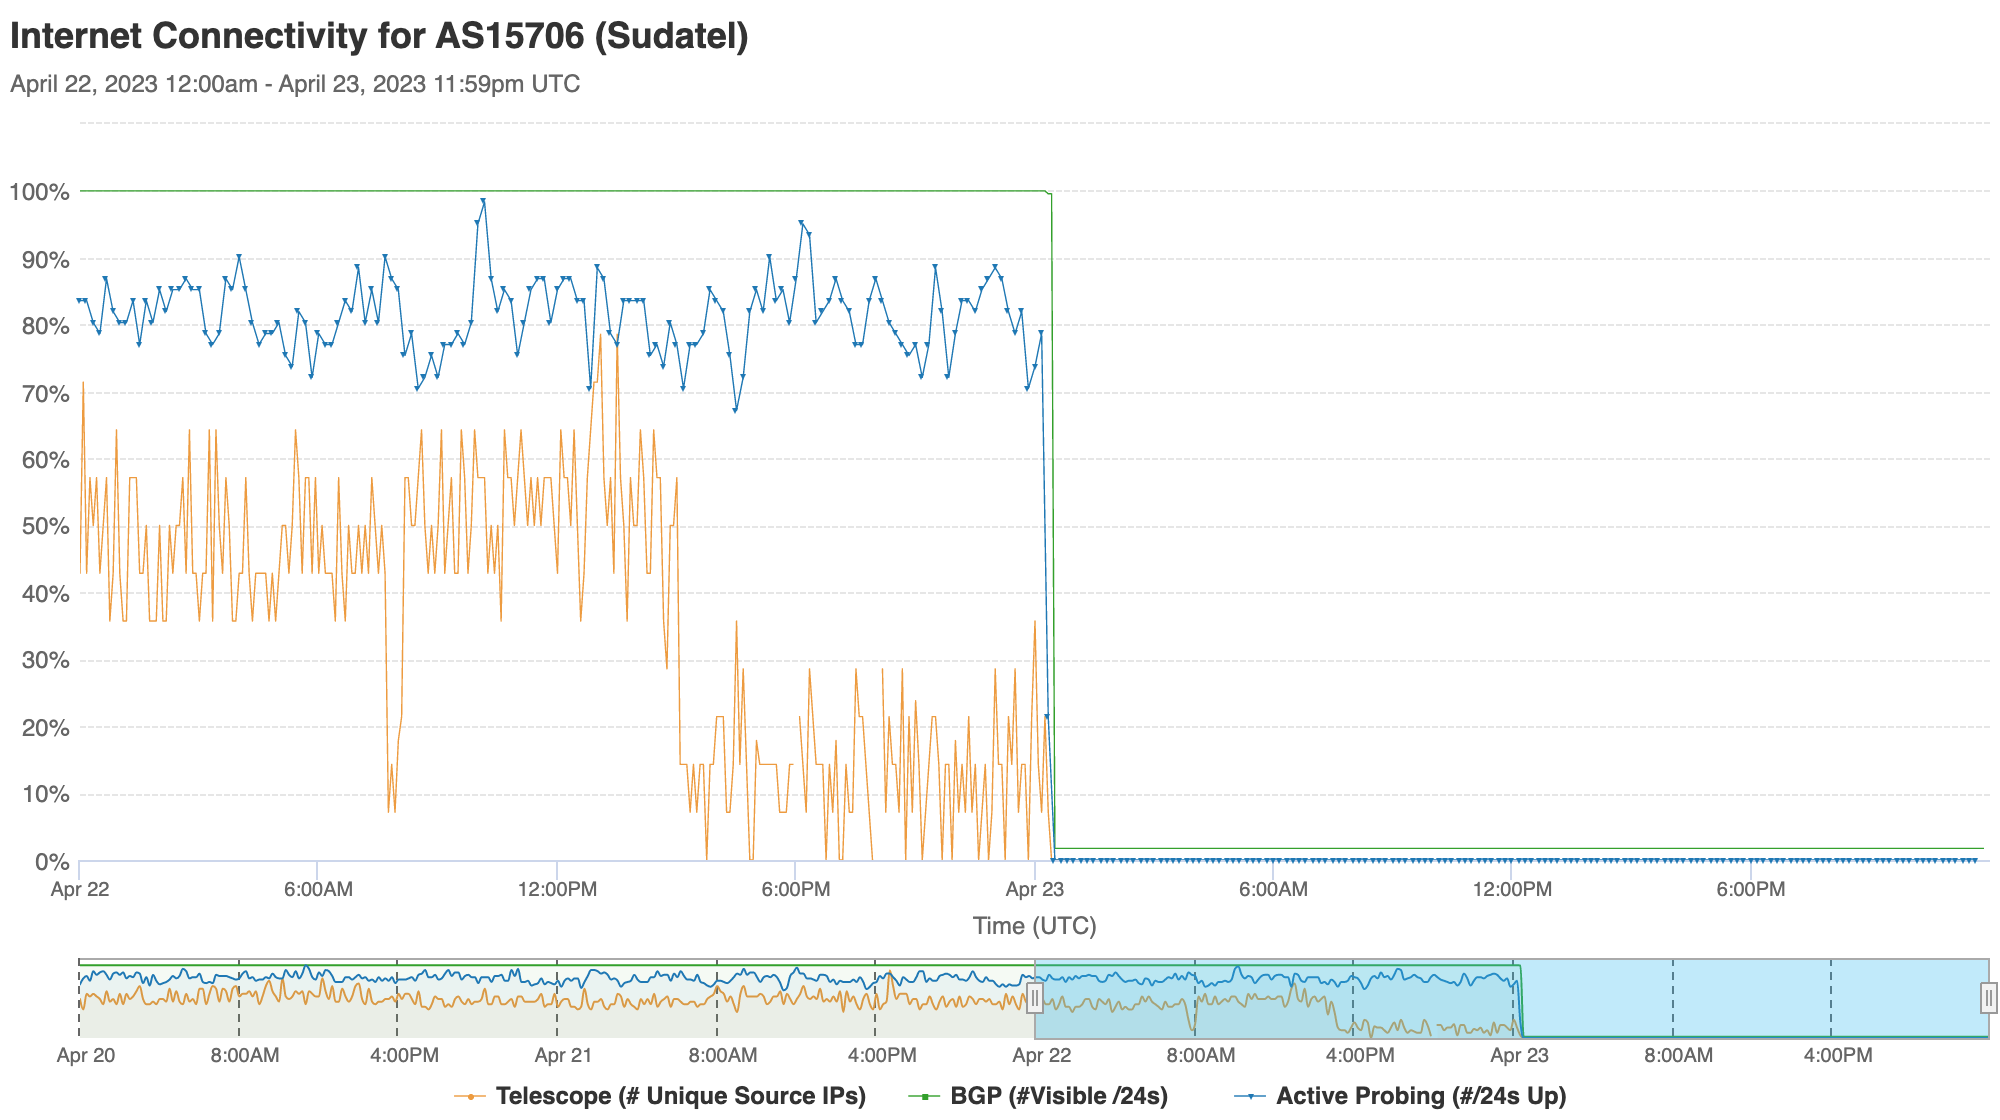 Internet Connectivity for AS15706 (Sudatel)
April 22, 2023 12:00am - April 23, 2023 11:59pm UTC
100%
90%
80%
70%
60%
50%
40%
30%
20%
10%
0%
Apr 22 6:00AM 12:00PM 6:00PM Apr 23 6:00AM 12:00PM 6:00PM
Time (UTC)
Apr 20 8:00AM 4:00PM Apr 21 8:00AM 4:00PM Apr 22 8:00AM 4:00PM Apr 23 8:00AM 4:00PM
Telescope (# Unique Source IPs) BGP (#Visible /24s) Active Probing (#/24s Up)